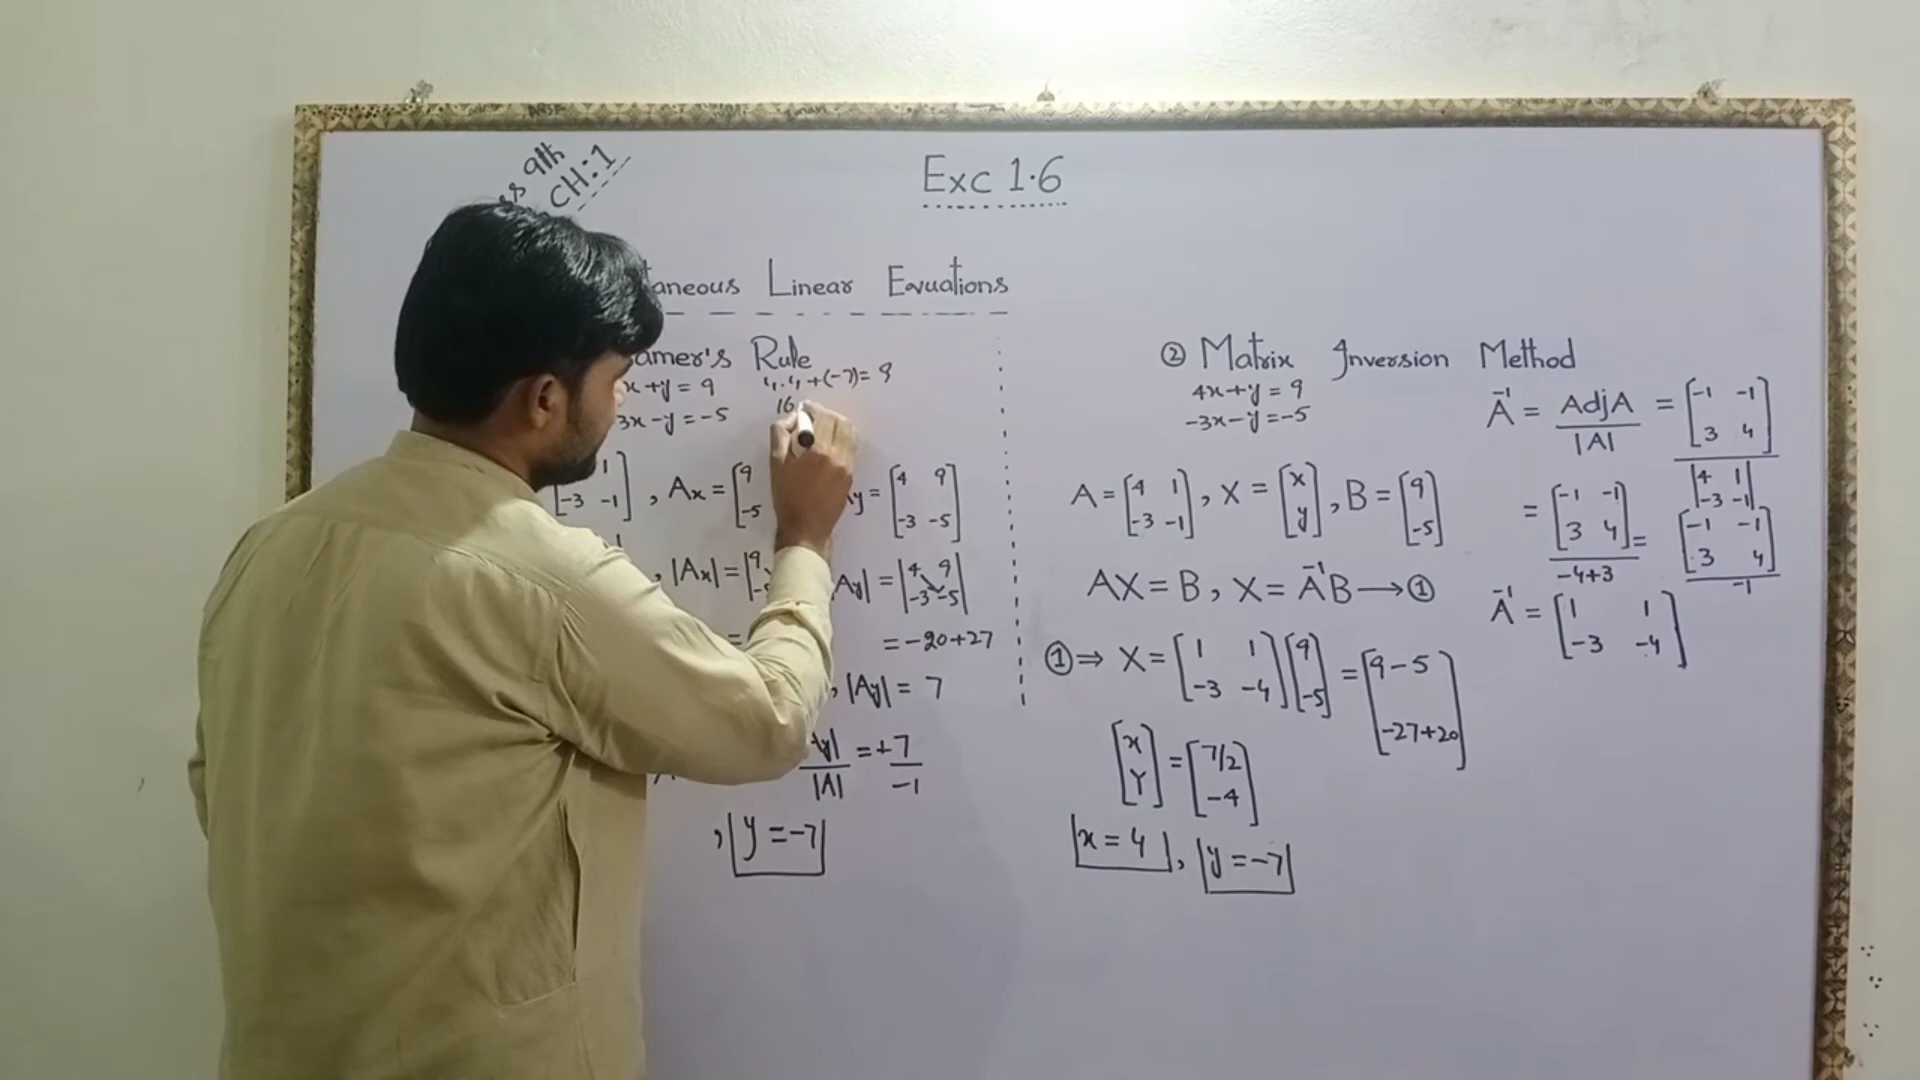 9th
CH:1
Exc 1.6
taneous Linear Equations
amer's Rule
x+y = 9
3x-y = -5
4.4+(-7)= 9
16
1
-3 -1 , Ax = [9
-5
Ay = [4 9
-3 -5]
, |Ax| = |9
-5
Ay| = |4 9
-3 -5|
=
= -20+27
, |Ay| = 7
Ay|
|A| = +7
-1
, y = -7
② Matrix Inversion Method
4x+y = 9
-3x-y = -5
A = [4 1
-3 -1] , X = [x
y] , B = [9
-5]
AX = B , X = A⁻¹B → ①
① ⇒ X = [1 1
-3 -4] [9
-5] = [9-5
-27+20]
[x
Y] = [7/2
-4]
x = 4 , y = -7
A⁻¹ = AdjA
|A| = [-1 -1
3 4]
|4 1
-3 -1|
= [-1 -1
3 4]
-4+3 = [-1 -1
3 4]
-1
A⁻¹ = [1 1
-3 -4]